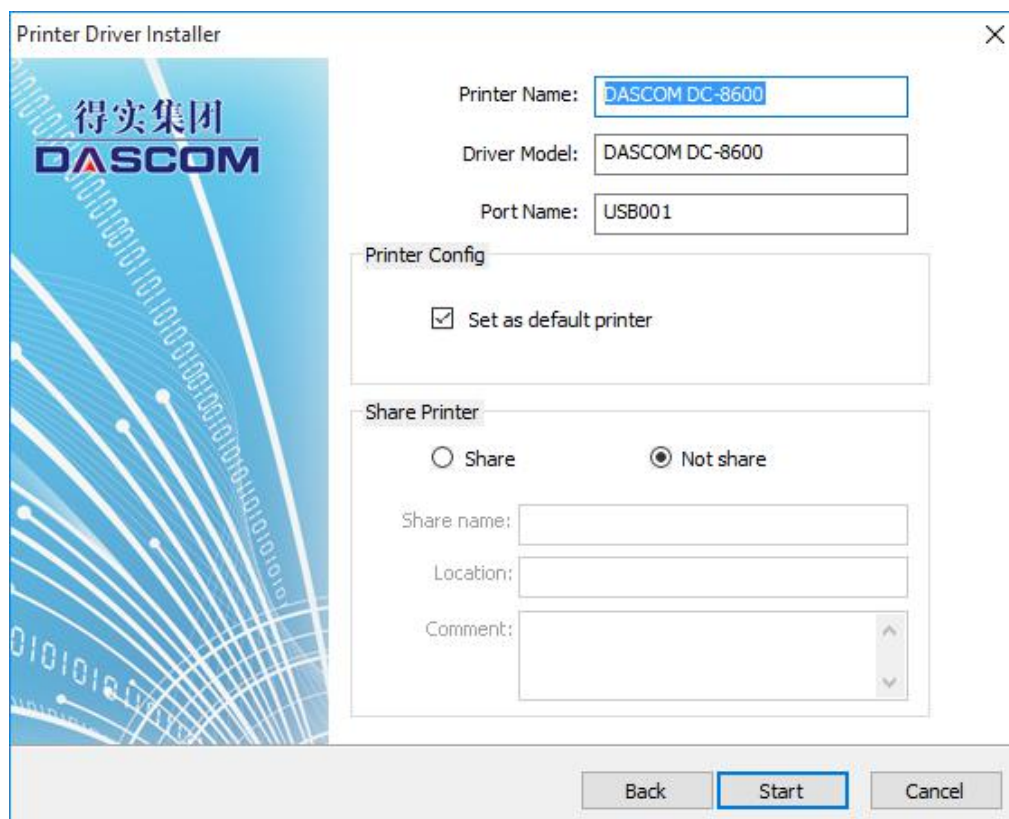 Printer Driver Installer
得实集团
DASCOM
Printer Name: DASCOM DC-8600
Driver Model: DASCOM DC-8600
Port Name: USB001
Printer Config
Set as default printer
Share Printer
Share Not share
Share name:
Location:
Comment:
Back Start Cancel